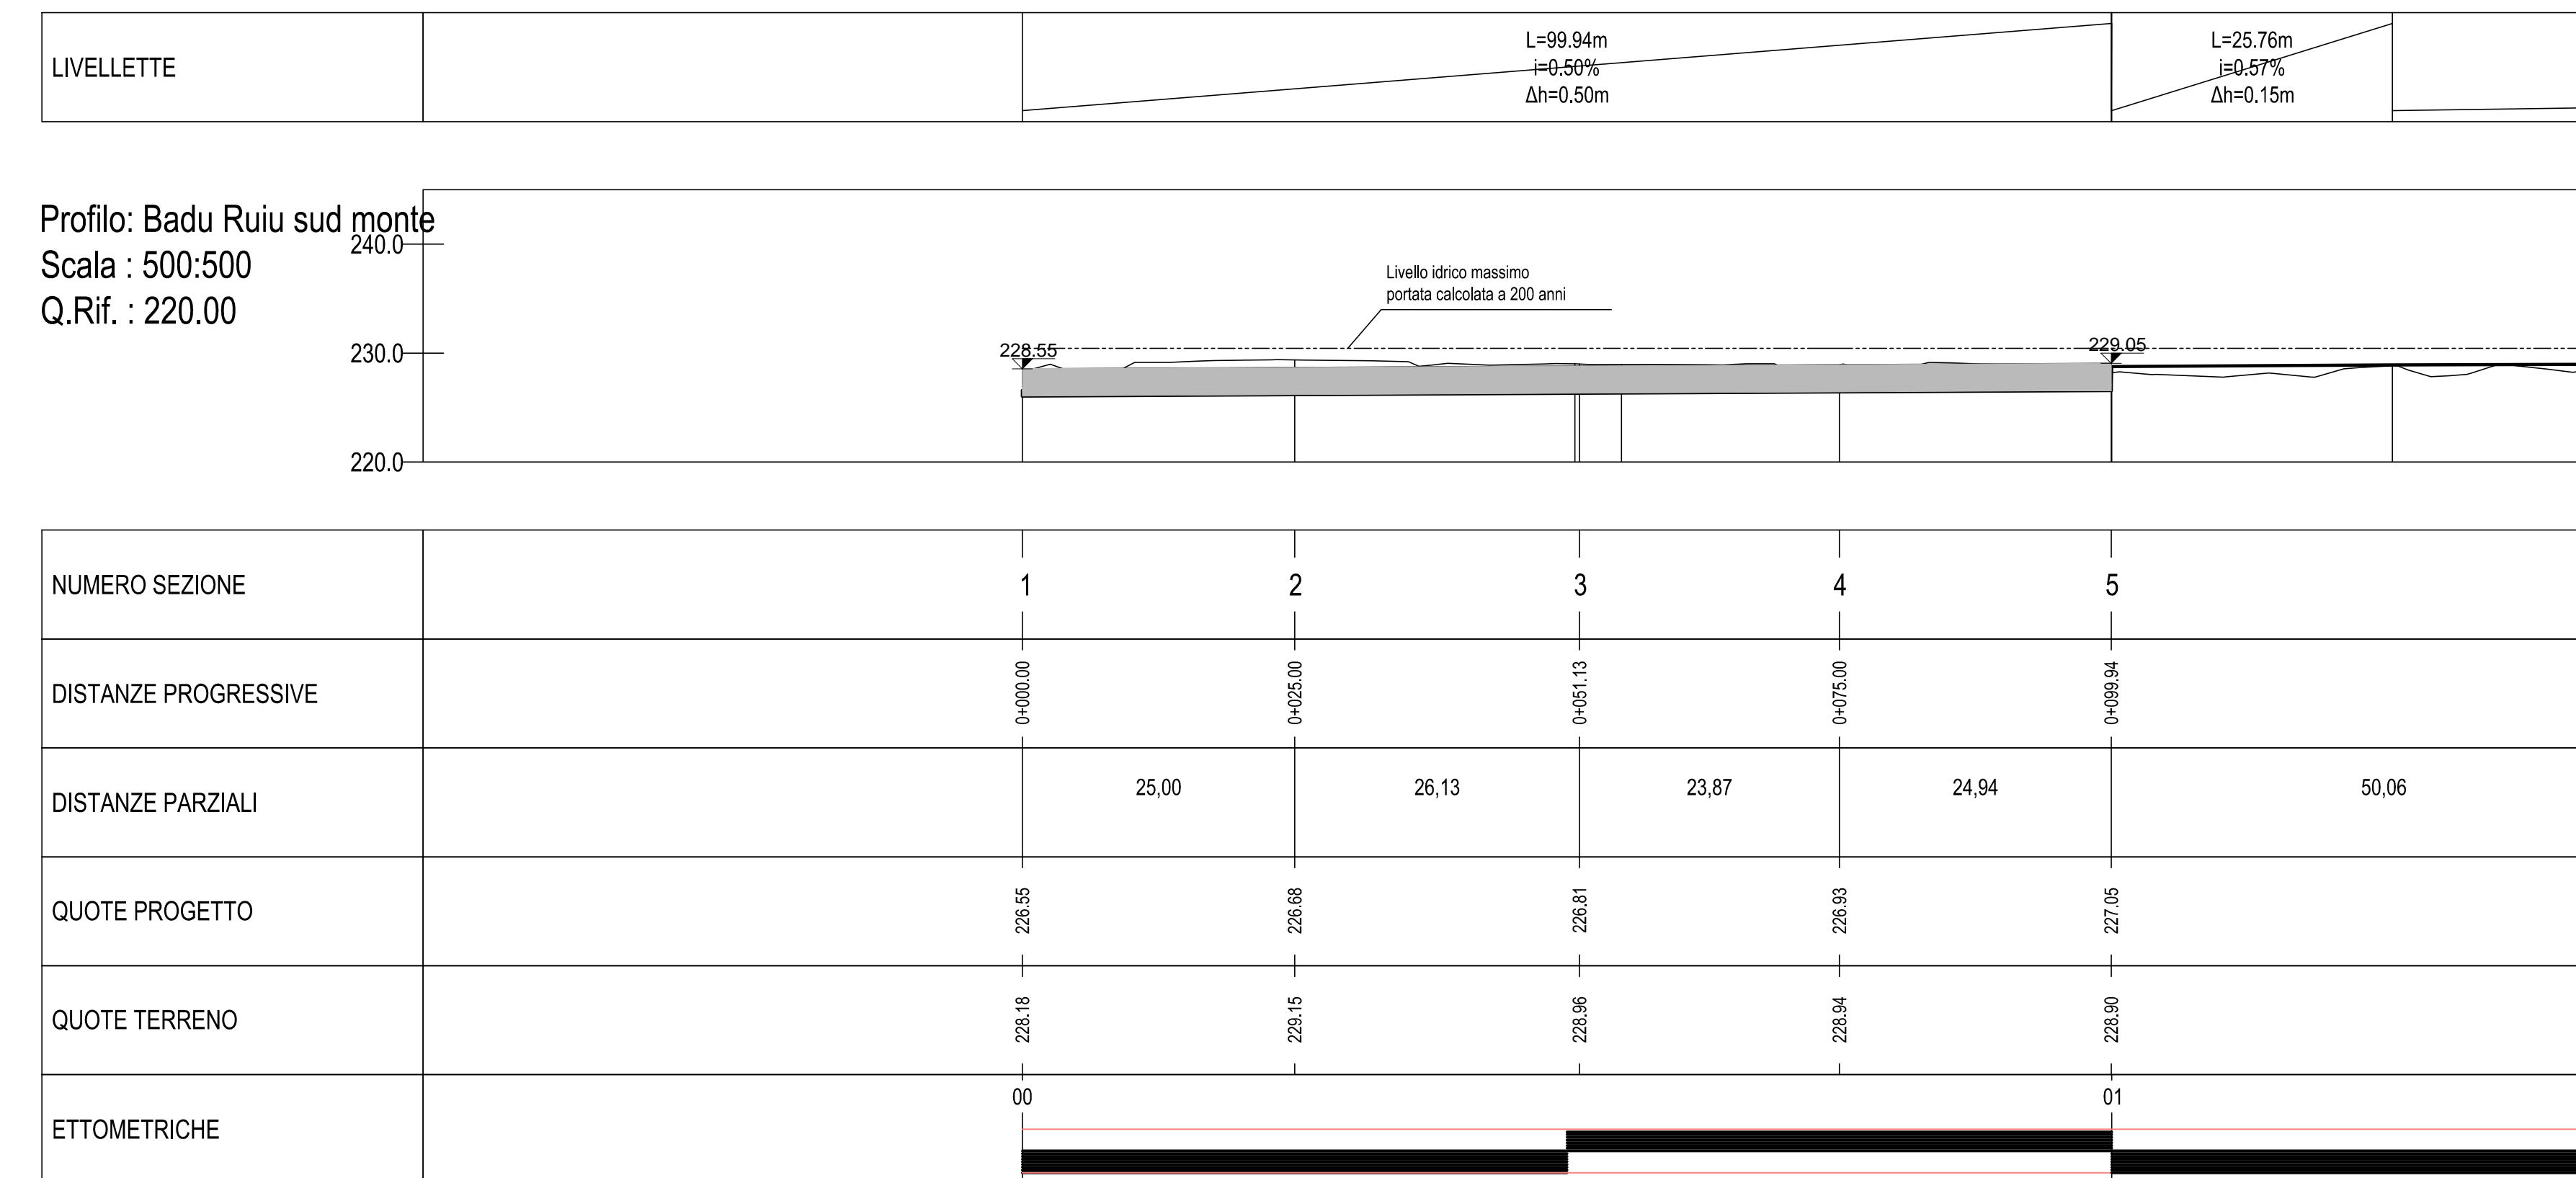 LIVELLETTE
L=99.94m
i=0.50%
Δh=0.50m
L=25.76m
i=0.57%
Δh=0.15m
Profilo: Badu Ruiu sud monte
Scala : 500:500
Q.Rif. : 220.00
240.0
230.0
220.0
Livello idrico massimo
portata calcolata a 200 anni
228.55
229.05
NUMERO SEZIONE
1 2 3 4 5
DISTANZE PROGRESSIVE
0+000.00 0+025.00 0+051.13 0+075.00 0+099.94
DISTANZE PARZIALI
25,00 26,13 23,87 24,94 50,06
QUOTE PROGETTO
226.55 226.68 226.81 226.93 227.05
QUOTE TERRENO
228.18 229.15 228.96 228.94 228.90
ETTOMETRICHE
00 01